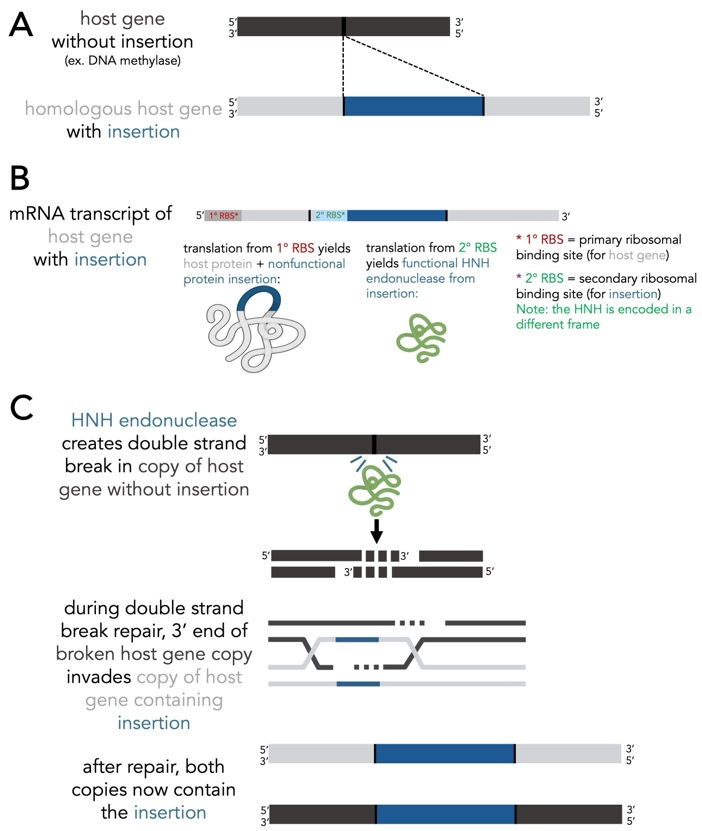 A
host gene
without insertion
(ex. DNA methylase)
5′ 3′
3′ 5′
homologous host gene
with insertion
5′ 3′
3′ 5′
B
mRNA transcript of
host gene
with insertion
5′ 1° RBS* 2° RBS* 3′
translation from 1° RBS yields
host protein + nonfunctional
protein insertion:
translation from 2° RBS
yields functional HNH
endonuclease from
insertion:
* 1° RBS = primary ribosomal
binding site (for host gene)
* 2° RBS = secondary ribosomal
binding site (for insertion)
Note: the HNH is encoded in a
different frame
C
HNH endonuclease
creates double strand
break in copy of host
gene without insertion
5′ 3′
3′ 5′
5′ 3′
3′ 5′
during double strand
break repair, 3′ end of
broken host gene copy
invades copy of host
gene containing
insertion
after repair, both
copies now contain
the insertion
5′ 3′
3′ 5′
5′ 3′
3′ 5′